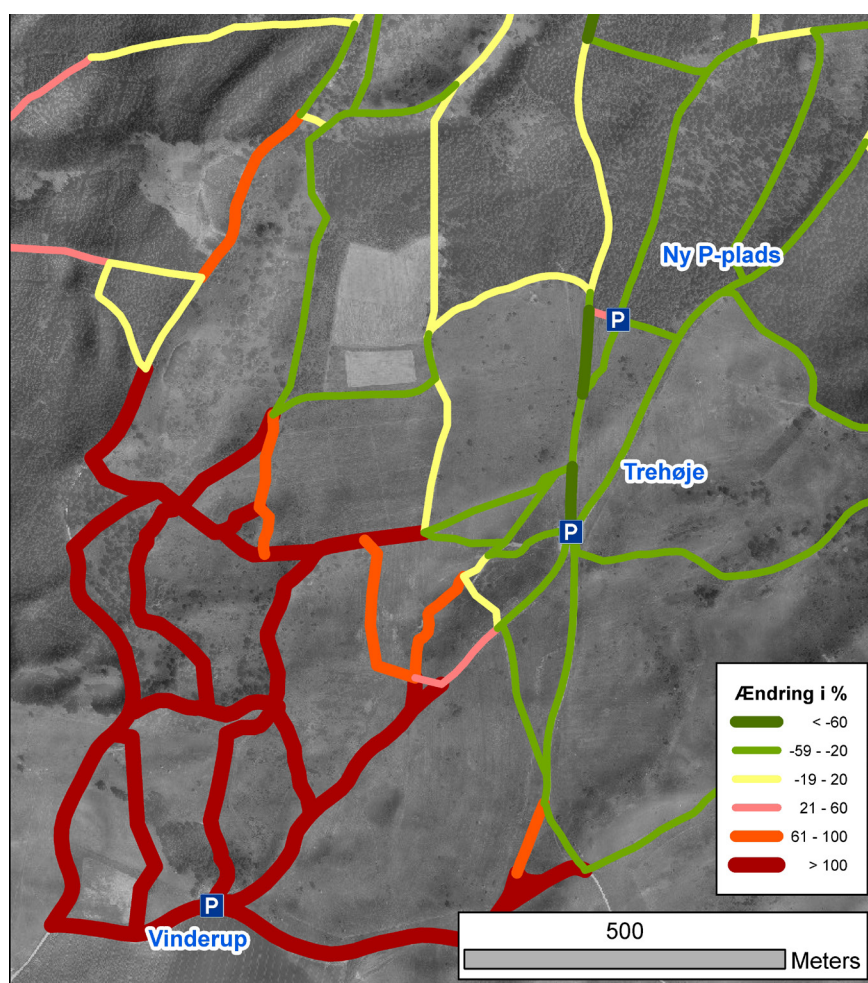 Ny P-plads
P
Trehøje
P
Ændring i %
< -60
-59 - -20
-19 - 20
21 - 60
61 - 100
> 100
P
Vinderup
500
Meters